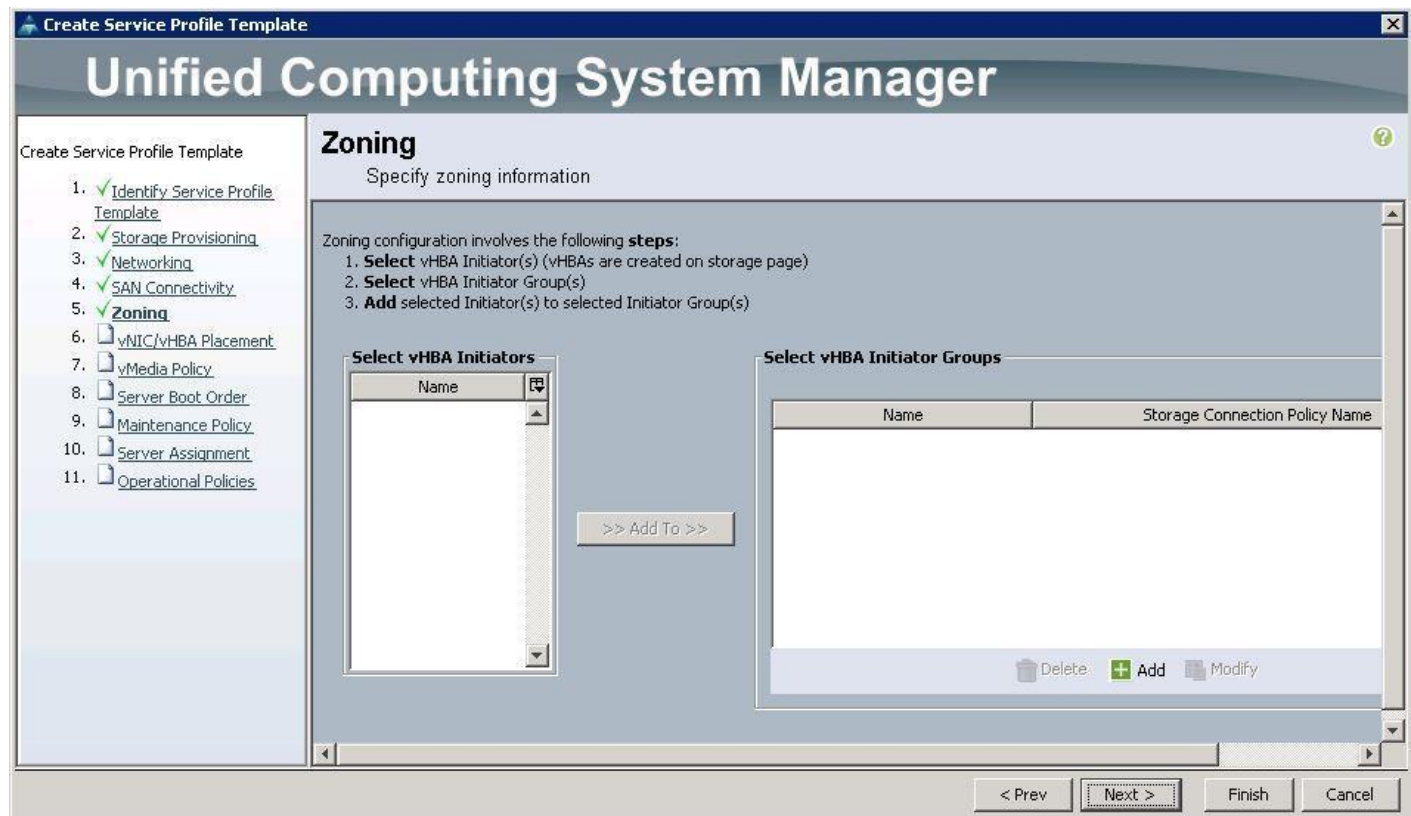 Create Service Profile Template
Unified Computing System Manager
Create Service Profile Template
1. Identify Service Profile
Template
2. Storage Provisioning
3. Networking
4. SAN Connectivity
5. Zoning
6. vNIC/vHBA Placement
7. vMedia Policy
8. Server Boot Order
9. Maintenance Policy
10. Server Assignment
11. Operational Policies
Zoning
Specify zoning information
Zoning configuration involves the following steps:
1. Select vHBA Initiator(s) (vHBAs are created on storage page)
2. Select vHBA Initiator Group(s)
3. Add selected Initiator(s) to selected Initiator Group(s)
Select vHBA Initiators
Name
>> Add To >>
Select vHBA Initiator Groups
Name Storage Connection Policy Name
Delete Add Modify
< Prev Next > Finish Cancel